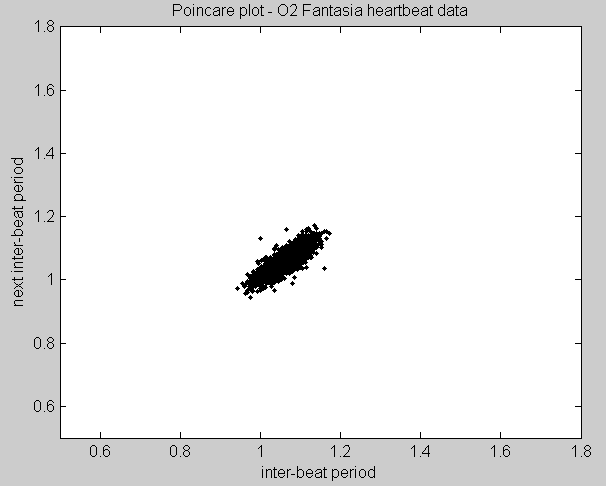 Poincare plot - O2 Fantasia heartbeat data
1.8
1.6
1.4
1.2
1
0.8
0.6
next inter-beat period
0.6 0.8 1 1.2 1.4 1.6 1.8
inter-beat period